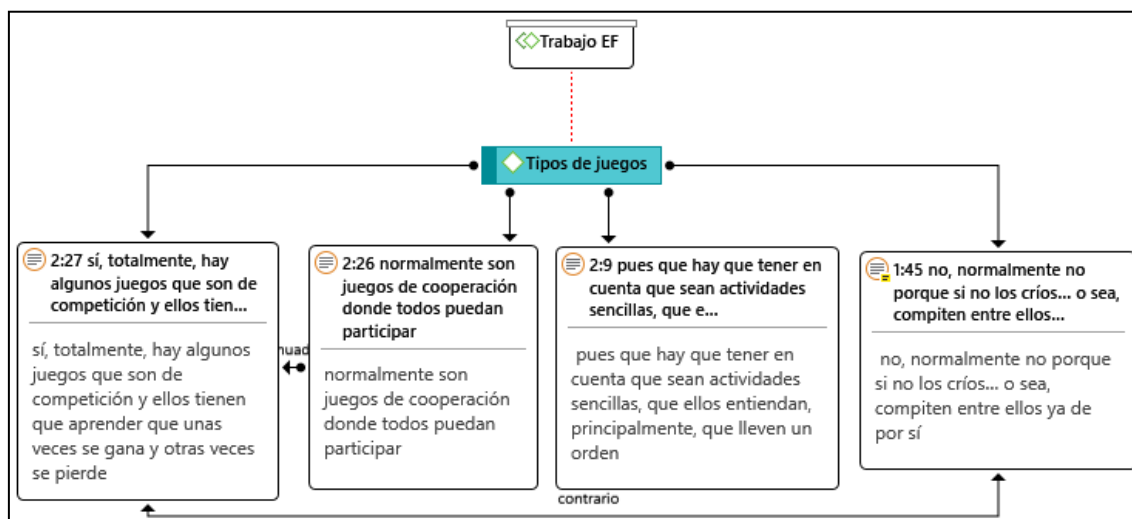 Trabajo EF
Tipos de juegos
2:27 sí, totalmente, hay
algunos juegos que son de
competición y ellos tien...
sí, totalmente, hay algunos
juegos que son de
competición y ellos tienen
que aprender que unas
veces se gana y otras veces
se pierde
nuad
2:26 normalmente son
juegos de cooperación
donde todos puedan
participar
normalmente son
juegos de cooperación
donde todos puedan
participar
2:9 pues que hay que tener en
cuenta que sean actividades
sencillas, que e...
pues que hay que tener en
cuenta que sean actividades
sencillas, que ellos entiendan,
principalmente, que lleven un
orden
1:45 no, normalmente no
porque si no los críos... o sea,
compiten entre ellos...
no, normalmente no porque
si no los críos... o sea,
compiten entre ellos ya de
por sí
contrario